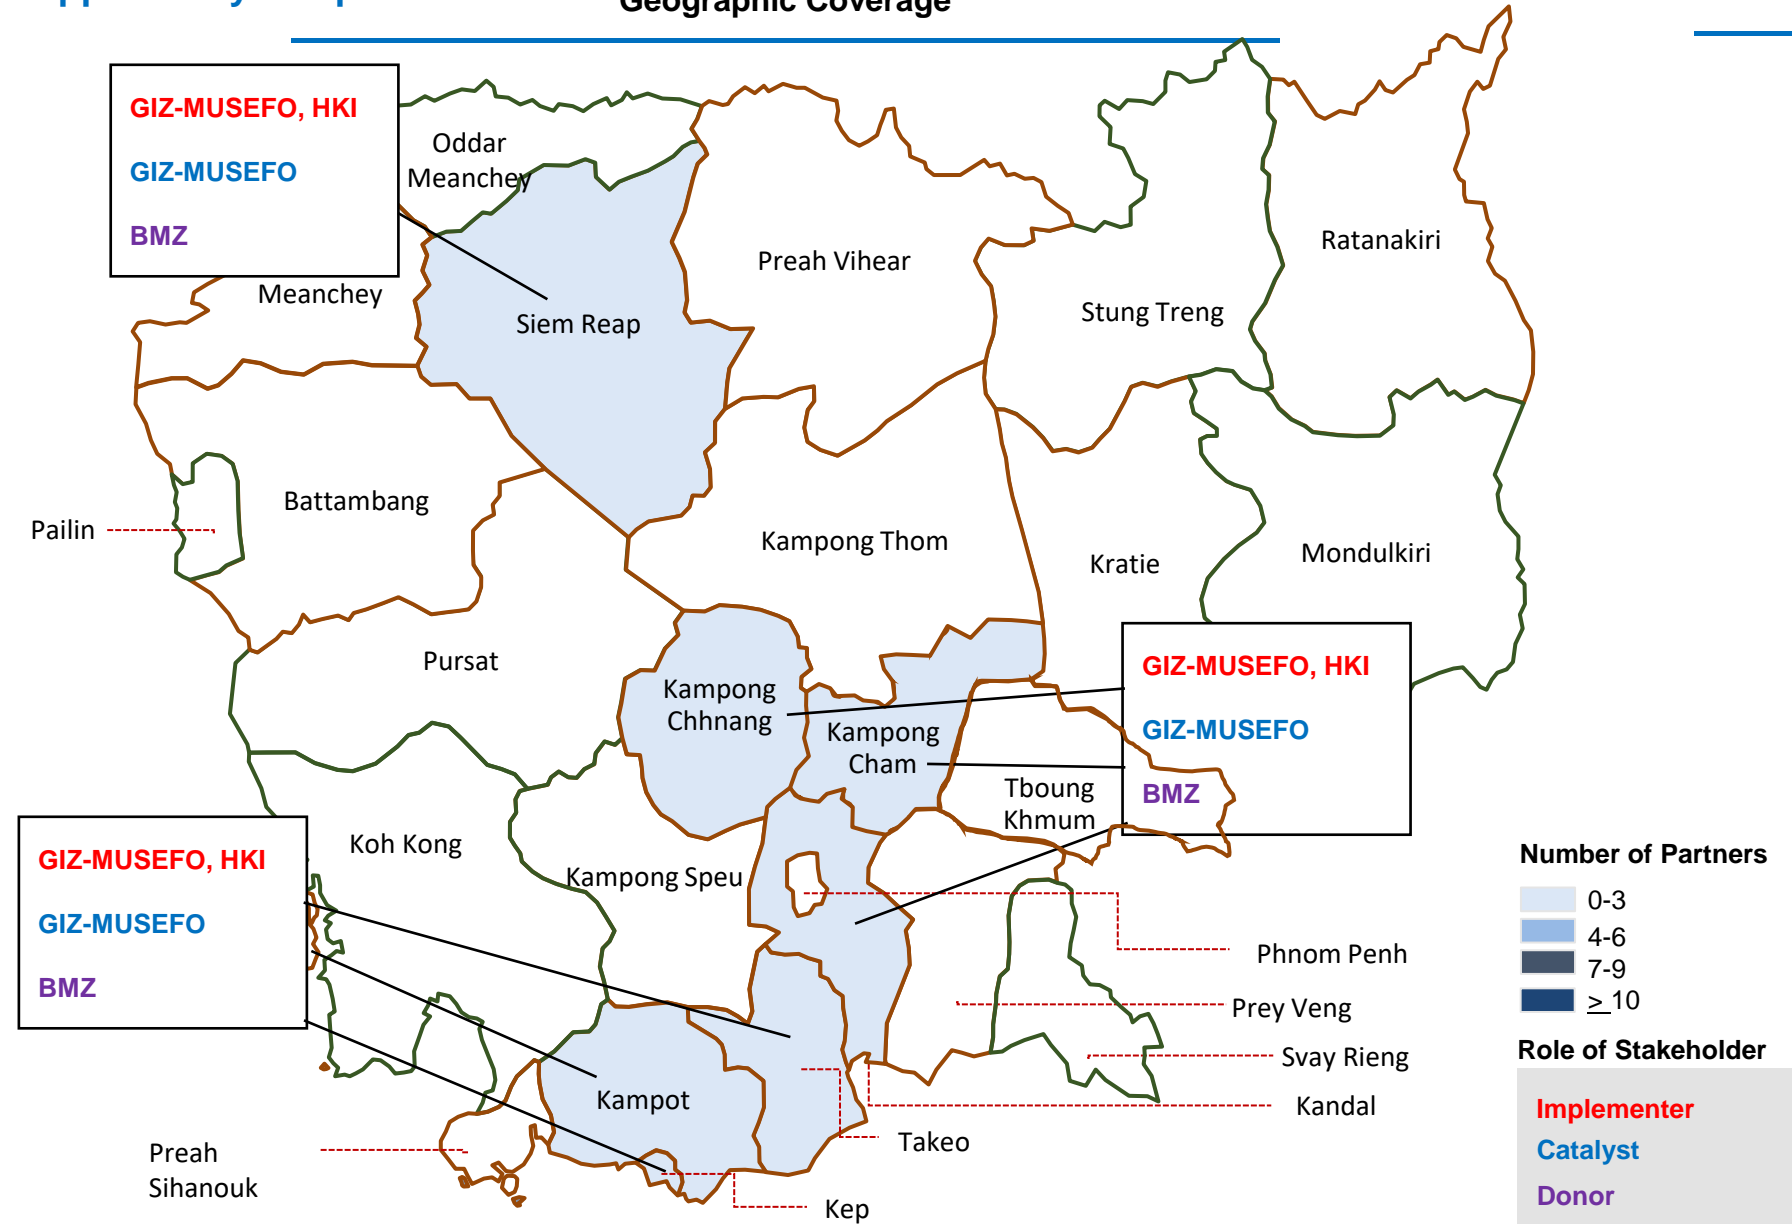 Geographic Coverage
GIZ-MUSEFO, HKI
GIZ-MUSEFO
BMZ
Oddar
Meanchey
Meanchey
Siem Reap
Preah Vihear
Stung Treng
Ratanakiri
Battambang
Pailin
Kampong Thom
Kratie
Mondulkiri
Pursat
Kampong
Chhnang
Kampong
Cham
Tboung
Khmum
GIZ-MUSEFO, HKI
GIZ-MUSEFO
BMZ
Koh Kong
Kampong Speu
GIZ-MUSEFO, HKI
GIZ-MUSEFO
BMZ
Phnom Penh
Prey Veng
Svay Rieng
Kandal
Takeo
Kampot
Kep
Preah
Sihanouk
Number of Partners
0-3
4-6
7-9
≥ 10
Role of Stakeholder
Implementer
Catalyst
Donor